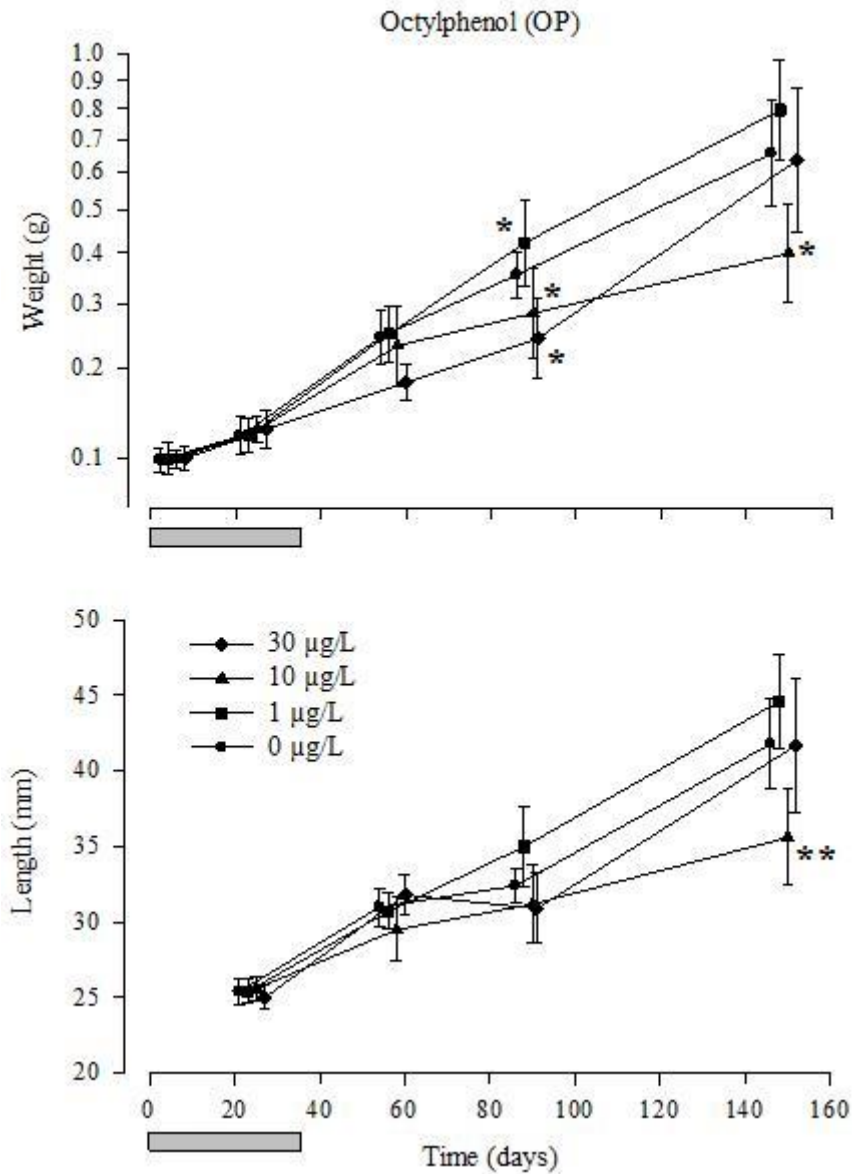 Octylphenol (OP)
1.0
0.9
0.8
0.7
0.6
0.5
0.4
0.3
0.2
0.1
Weight (g)
*
*
*
*
50
45
40
35
30
25
20
Length (mm)
30 µg/L
10 µg/L
1 µg/L
0 µg/L
**
0 20 40 60 80 100 120 140 160
Time (days)